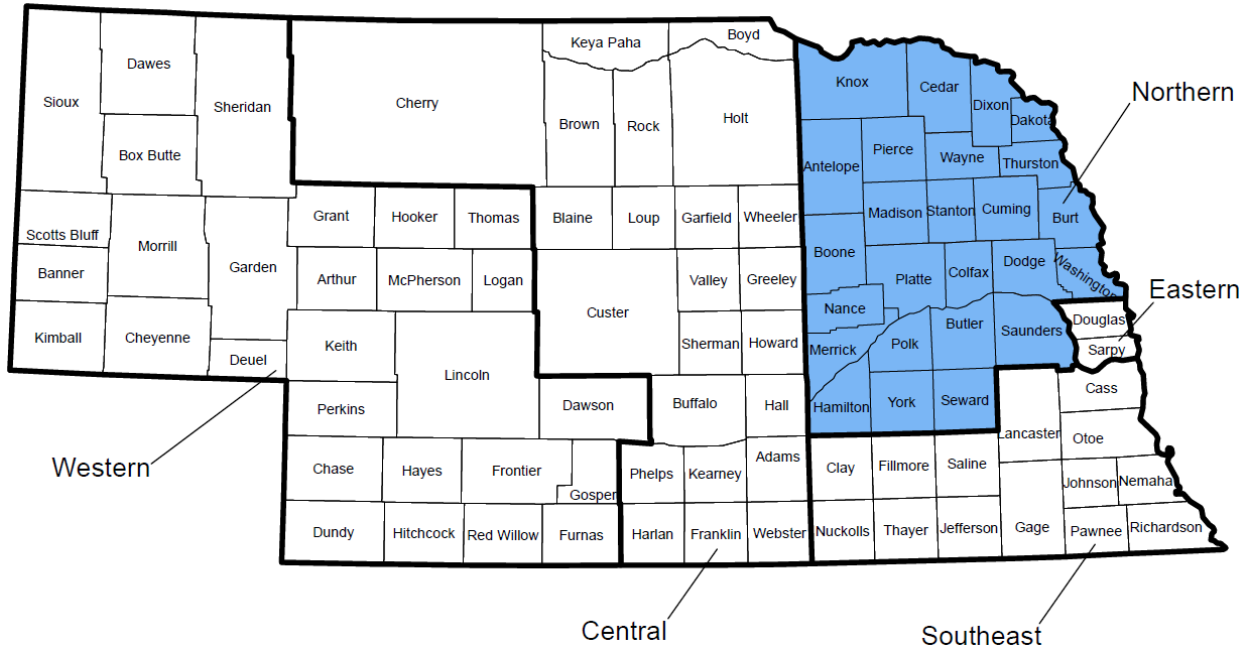 Keya Paha
Boyd
Dawes
Sioux
Sheridan
Cherry
Brown
Rock
Holt
Knox
Cedar
Dixon
Dakota
Northern
Box Butte
Antelope
Pierce
Wayne
Thurston
Grant
Hooker
Thomas
Blaine
Loup
Garfield
Wheeler
Madison
Stanton
Cuming
Burt
Scotts Bluff
Morrill
Garden
Banner
Arthur
McPherson
Logan
Valley
Greeley
Boone
Platte
Colfax
Dodge
Washington
Eastern
Kimball
Cheyenne
Deuel
Keith
Lincoln
Custer
Sherman
Howard
Nance
Merrick
Polk
Butler
Saunders
Douglas
Sarpy
Perkins
Dawson
Buffalo
Hall
Hamilton
York
Seward
Cass
Western
Chase
Hayes
Frontier
Gosper
Phelps
Kearney
Adams
Clay
Fillmore
Saline
Lancaster
Otoe
Johnson
Nemaha
Dundy
Hitchcock
Red Willow
Furnas
Harlan
Franklin
Webster
Nuckolls
Thayer
Jefferson
Gage
Pawnee
Richardson
Central
Southeast